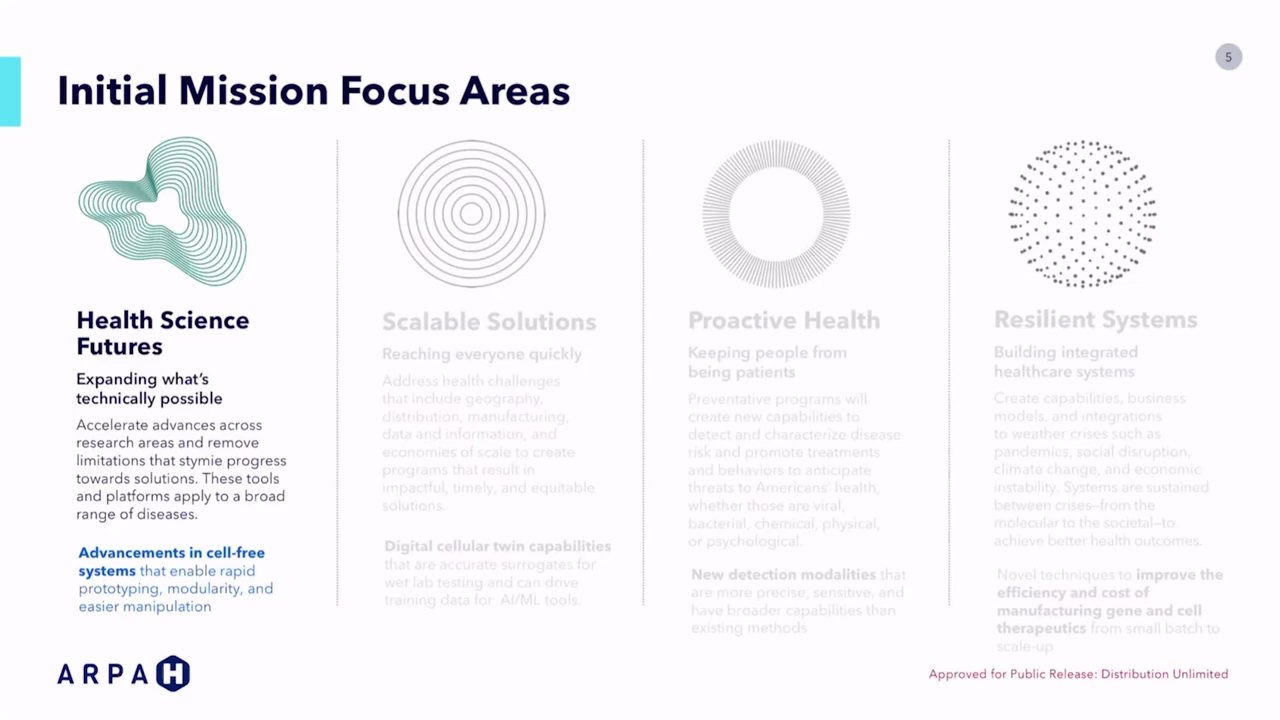 5
Initial Mission Focus Areas
Health Science
Futures
Expanding what's
technically possible
Accelerate advances across
research areas and remove
limitations that stymie progress
towards solutions. These tools
and platforms apply to a broad
range of diseases.
Advancements in cell-free
systems that enable rapid
prototyping, modularity, and
easier manipulation
Scalable Solutions
Reaching everyone quickly
Address health challenges
that include geography,
distribution, manufacturing,
data and information, and
economies of scale to create
programs that result in
impactful, timely, and equitable
solutions.
Digital cellular twin capabilities
that are accurate surrogates for
wet lab testing and can drive
training data for AI/ML tools.
Proactive Health
Keeping people from
being patients
Preventative programs will
create new capabilities to
detect and characterize disease
risk and promote treatments
and behaviors to anticipate
threats to Americans' health,
whether those are viral,
bacterial, chemical, physical,
or psychological.
New detection modalities that
are more precise, sensitive, and
have broader capabilities than
existing methods
Resilient Systems
Building integrated
healthcare systems
Create capabilities, business
models, and integrations
to weather crises such as
pandemics, social disruption,
climate change, and economic
instability. Systems are sustained
between crises—from the
molecular to the societal—to
achieve better health outcomes.
Novel techniques to improve the
efficiency and cost of
manufacturing gene and cell
therapeutics from small batch to
scale-up
ARPA H
Approved for Public Release: Distribution Unlimited